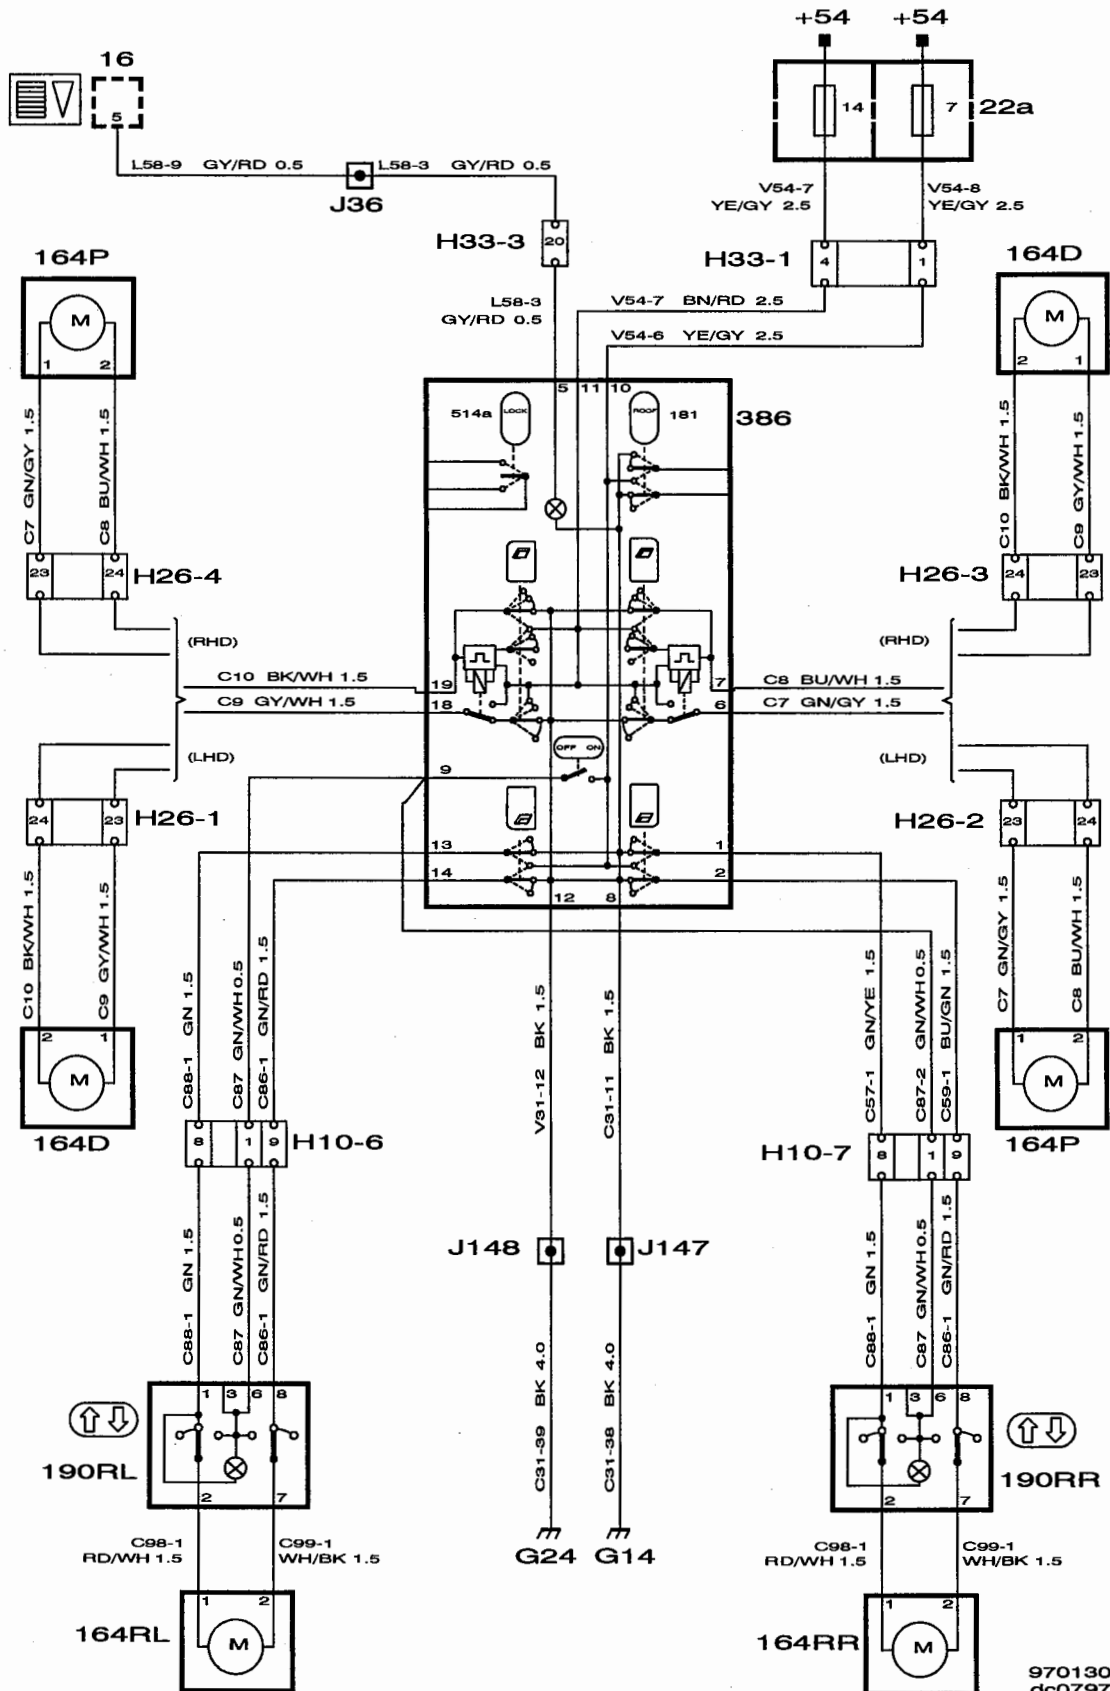 +54 +54
16
5
14 7 22a
L58-9 GY/RD 0.5 L58-3 GY/RD 0.5
J36
V54-7 V54-8
YE/GY 2.5 YE/GY 2.5
H33-3 20
H33-1 4 1
164P
M
1 2
164D
M
2 1
L58-3
GY/RD 0.5
V54-7 BN/RD 2.5
V54-6 YE/GY 2.5
5 11 10
514a LOCK ROOF 181
386
C7 GN/GY 1.5
C8 BU/WH 1.5
C10 BK/WH 1.5
C9 GY/WH 1.5
23 24 H26-4
H26-3 24 23
(RHD) (RHD)
C10 BK/WH 1.5 19 7 C8 BU/WH 1.5
C9 GY/WH 1.5 18 6 C7 GN/GY 1.5
(LHD) (LHD)
OFF ON
9
24 23 H26-1
H26-2 23 24
13 1
14 2
12 8
C10 BK/WH 1.5
C9 GY/WH 1.5
C7 GN/GY 1.5
C8 BU/WH 1.5
2 1
M
164D
1 2
M
164P
C88-1 GN 1.5
C87 GN/WH 0.5
C86-1 GN/RD 1.5
V31-12 BK 1.5
C31-11 BK 1.5
C57-1 GN/YE 1.5
C87-2 GN/WH 0.5
C59-1 BU/GN 1.5
8 1 9 H10-6
H10-7 8 1 9
C88-1 GN 1.5
C87 GN/WH 0.5
C86-1 GN/RD 1.5
J148 J147
C88-1 GN 1.5
C87 GN/WH 0.5
C86-1 GN/RD 1.5
C31-39 BK 4.0
C31-38 BK 4.0
1 3 6 8
190RL
2 7
1 3 6 8
190RR
2 7
G24 G14
C98-1 C99-1
RD/WH 1.5 WH/BK 1.5
C98-1 C99-1
RD/WH 1.5 WH/BK 1.5
1 2
164RL M
1 2
164RR M
970130
dc0797